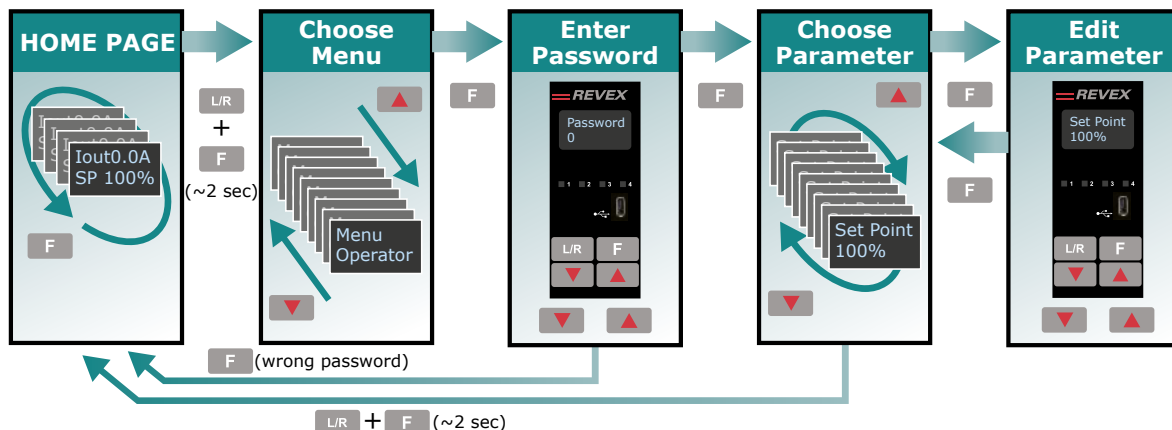 HOME PAGE
Iout0.0A
SP 100%
F
L/R
+
F
(~2 sec)
Choose
Menu
Menu
Operator
F
Enter
Password
REVEX
Password
0
1 2 3 4
L/R F
F
Choose
Parameter
Set Point
100%
F
F
Edit
Parameter
REVEX
Set Point
100%
1 2 3 4
L/R F
F (wrong password)
L/R + F (~2 sec)